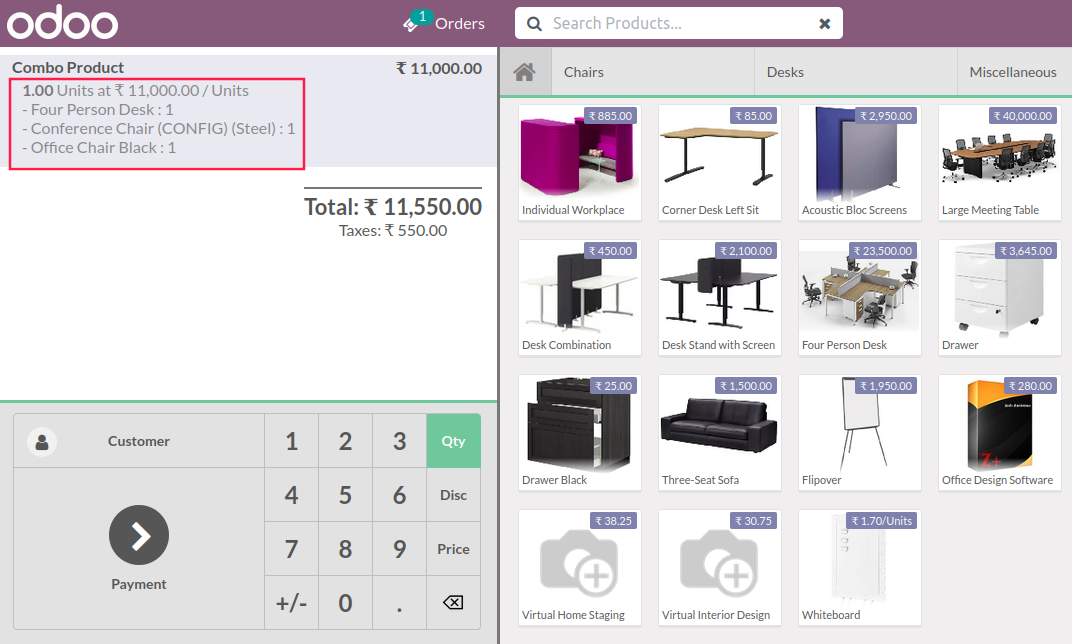 odoo
1
Orders
Search Products...
Combo Product
₹ 11,000.00
1.00 Units at ₹ 11,000.00 / Units
- Four Person Desk : 1
- Conference Chair (CONFIG) (Steel) : 1
- Office Chair Black : 1
Total: ₹ 11,550.00
Taxes: ₹ 550.00
Customer
1 2 3 Qty
4 5 6 Disc
7 8 9 Price
+/- 0 .
Payment
Chairs
Desks
Miscellaneous
₹ 885.00
Individual Workplace
₹ 85.00
Corner Desk Left Sit
₹ 2,950.00
Acoustic Bloc Screens
₹ 40,000.00
Large Meeting Table
₹ 450.00
Desk Combination
₹ 2,100.00
Desk Stand with Screen
₹ 23,500.00
Four Person Desk
₹ 3,645.00
Drawer
₹ 25.00
Drawer Black
₹ 1,500.00
Three-Seat Sofa
₹ 1,950.00
Flipover
₹ 280.00
Z+
Office Design Software
₹ 38.25
Virtual Home Staging
₹ 30.75
Virtual Interior Design
₹ 1.70/Units
Whiteboard